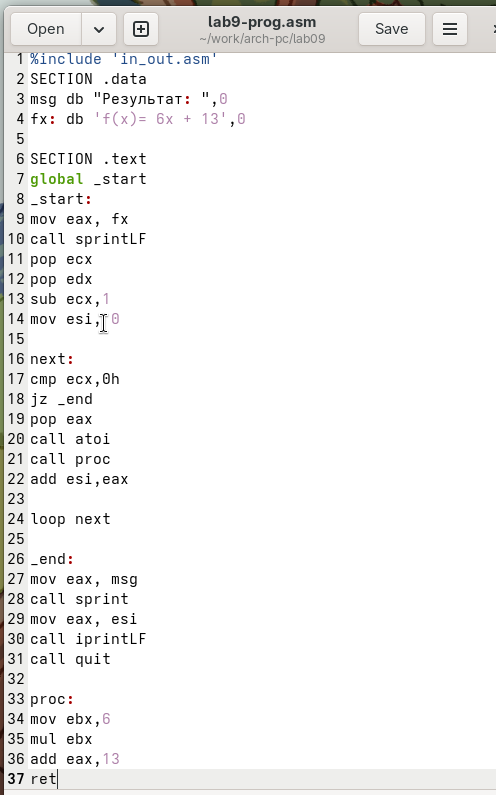 Open
lab9-prog.asm
~/work/arch-pc/lab09
Save
1 %include 'in_out.asm'
2 SECTION .data
3 msg db "Результат: ",0
4 fx: db 'f(x)= 6x + 13',0
5
6 SECTION .text
7 global _start
8 _start:
9 mov eax, fx
10 call sprintLF
11 pop ecx
12 pop edx
13 sub ecx,1
14 mov esi, 0
15
16 next:
17 cmp ecx,0h
18 jz _end
19 pop eax
20 call atoi
21 call proc
22 add esi,eax
23
24 loop next
25
26 _end:
27 mov eax, msg
28 call sprint
29 mov eax, esi
30 call iprintLF
31 call quit
32
33 proc:
34 mov ebx,6
35 mul ebx
36 add eax,13
37 ret